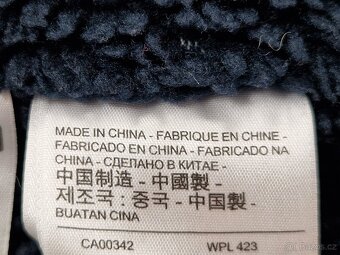 MADE IN CHINA - FABRIQUE EN CHINE -
FABRICADO EN CHINA - FABRICADO NA
CHINA - СДЕЛАНО В КИТАЕ -
中国制造 - 中國製 -
제조국: 중국 - 中国製 -
BUATAN CINA
CA00342 WPL 423